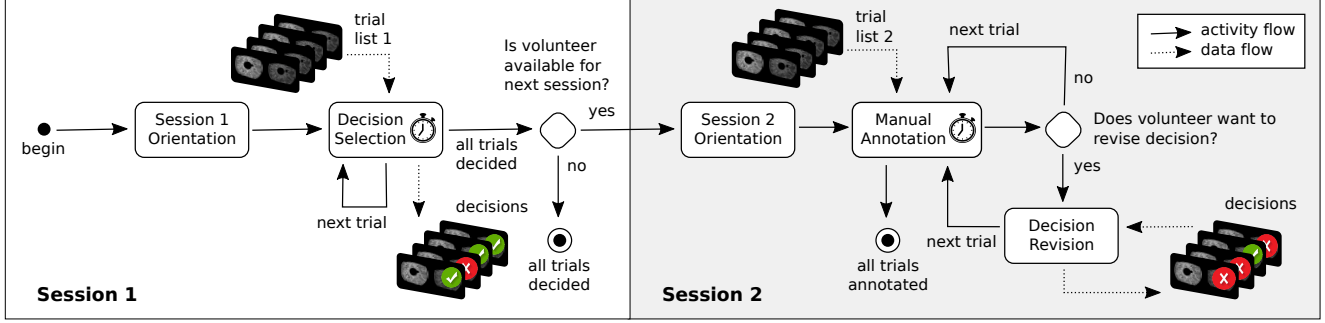 trial
list 1
Is volunteer
available for
next session?
begin
Session 1
Orientation
Decision
Selection
all trials
decided
yes
no
next trial
decisions
all trials
decided
Session 1
trial
list 2
next trial
activity flow
data flow
no
Session 2
Orientation
Manual
Annotation
Does volunteer want to
revise decision?
yes
next trial
Decision
Revision
decisions
all trials
annotated
Session 2